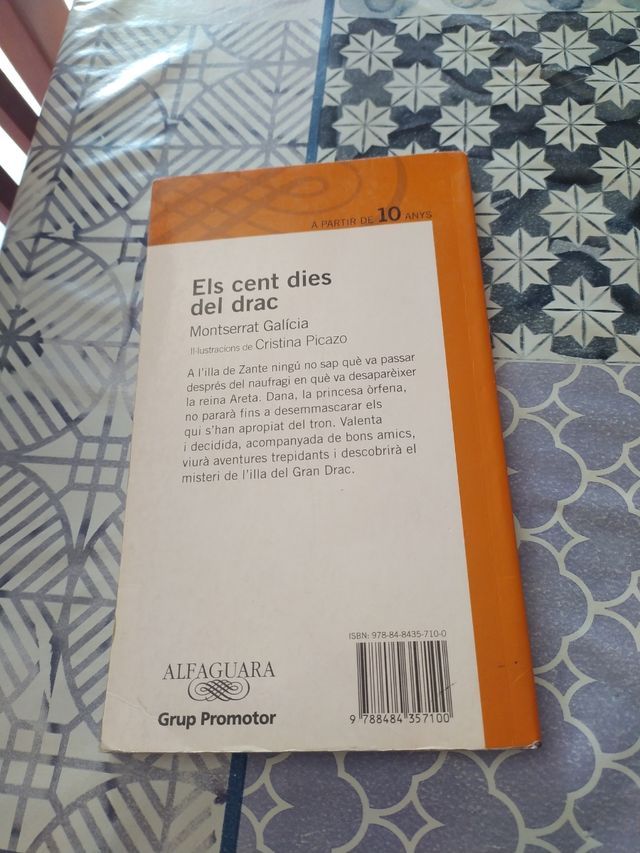 A PARTIR DE 10 ANYS
Els cent dies
del drac
Montserrat Galícia
Il·lustracions de Cristina Picazo
A l'illa de Zante ningú no sap què va passar
després del naufragi en què va desaparèixer
la reina Areta. Dana, la princesa òrfena,
no pararà fins a desemmascarar els
qui s'han apropiat del tron. Valenta
i decidida, acompanyada de bons amics,
viurà aventures trepidants i descobrirà el
misteri de l'illa del Gran Drac.
ISBN: 978-84-8435-710-0
9 788484 357100
ALFAGUARA
Grup Promotor